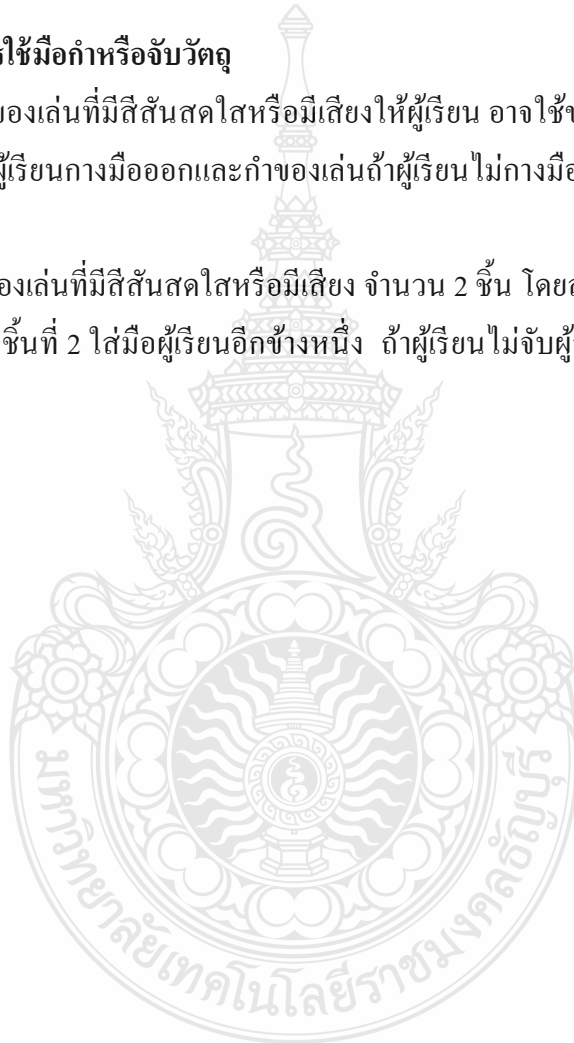 ใช้มือกำหรือจับวัตถุ
ของเล่นที่มีสีสันสดใสหรือมีเสียงให้ผู้เรียน อาจใช้
ผู้เรียนกางมือออกและกำของเล่นถ้าผู้เรียนไม่กางมือ
ของเล่นที่มีสีสันสดใสหรือมีเสียง จำนวน 2 ชิ้น โดย
ชิ้นที่ 2 ใส่มือผู้เรียนอีกข้างหนึ่ง ถ้าผู้เรียนไม่จับ
มหาวิทยาลัยเทคโนโลยีราชมงคลธัญบุรี